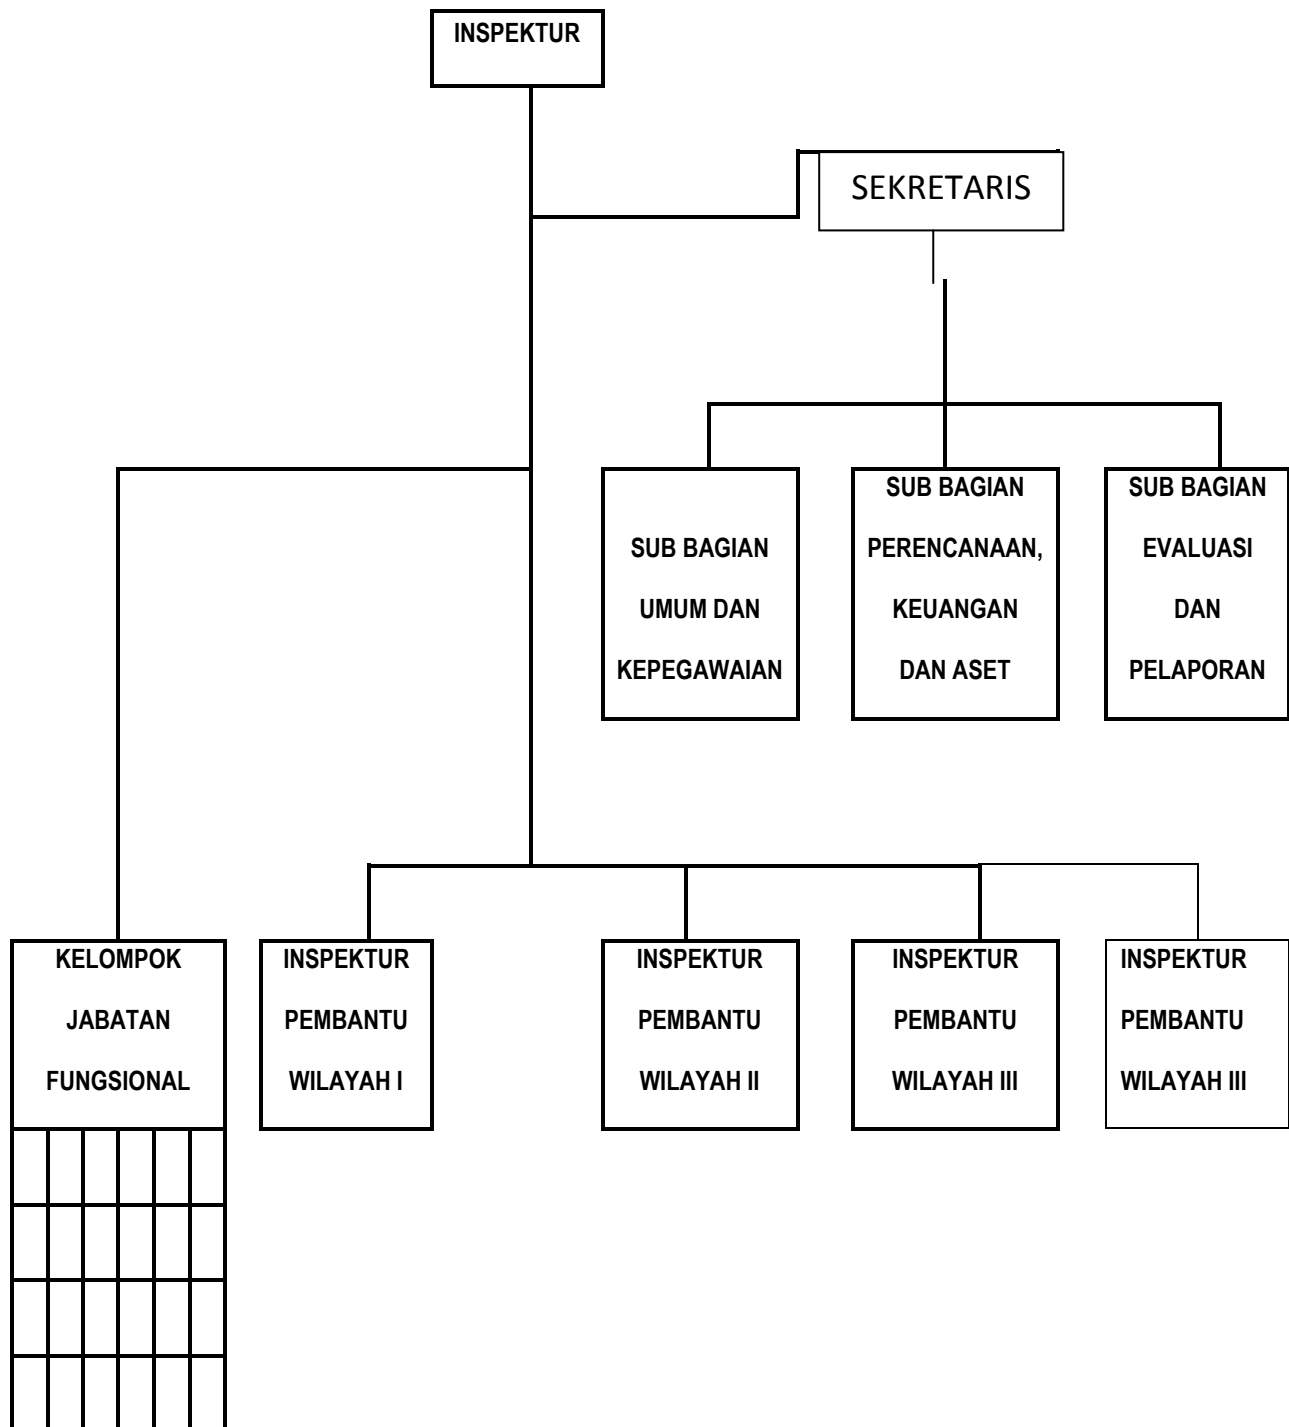 INSPEKTUR
SEKRETARIS
SUB BAGIAN
UMUM DAN
KEPEGAWAIAN
SUB BAGIAN
PERENCANAAN,
KEUANGAN
DAN ASET
SUB BAGIAN
EVALUASI
DAN
PELAPORAN
KELOMPOK
JABATAN
FUNGSIONAL
INSPEKTUR
PEMBANTU
WILAYAH I
INSPEKTUR
PEMBANTU
WILAYAH II
INSPEKTUR
PEMBANTU
WILAYAH III
INSPEKTUR
PEMBANTU
WILAYAH III